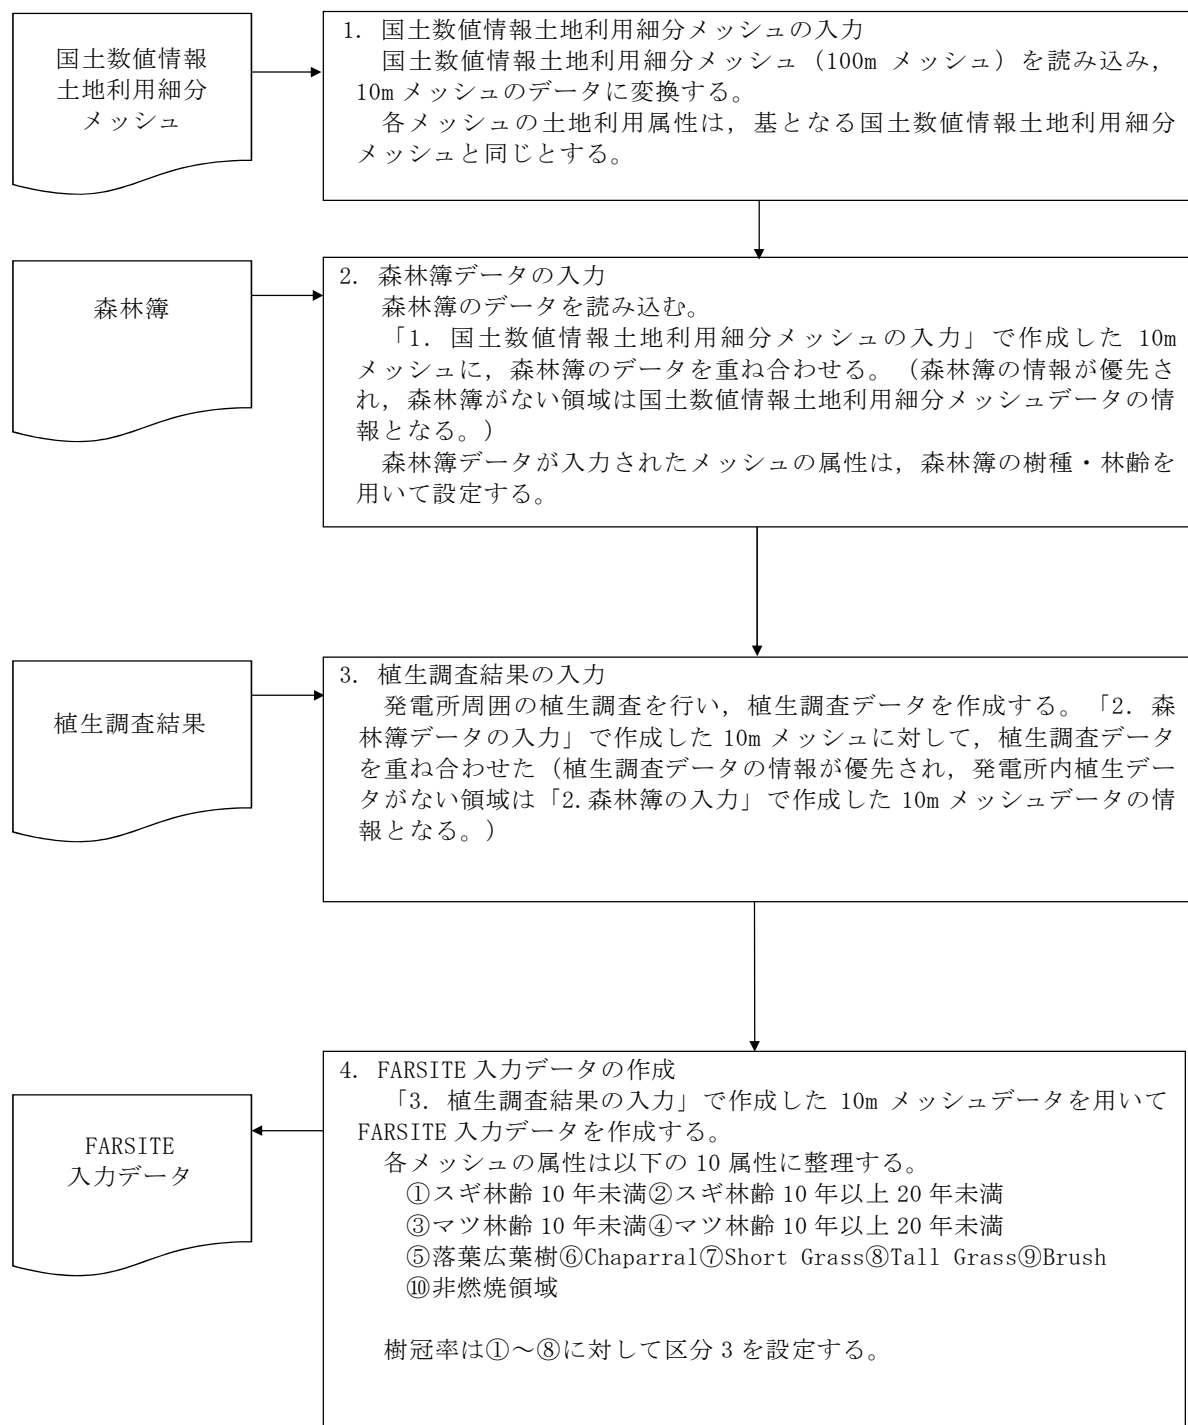 国土数値情報
土地利用細分
メッシュ
1. 国土数値情報土地利用細分メッシュの入力
国土数値情報土地利用細分メッシュ（100m メッシュ）を読み込み，
10m メッシュのデータに変換する。
各メッシュの土地利用属性は，基となる国土数値情報土地利用細分
メッシュと同じとする。
森林簿
2. 森林簿データの入力
森林簿のデータを読み込む。
「1. 国土数値情報土地利用細分メッシュの入力」で作成した 10m
メッシュに，森林簿のデータを重ね合わせる。（森林簿の情報が優先さ
れ，森林簿がない領域は国土数値情報土地利用細分メッシュデータの情
報となる。）
森林簿データが入力されたメッシュの属性は，森林簿の樹種・林齢を
用いて設定する。
植生調査結果
3. 植生調査結果の入力
発電所周囲の植生調査を行い，植生調査データを作成する。「2. 森
林簿データの入力」で作成した 10m メッシュに対して，植生調査データ
を重ね合わせた（植生調査データの情報が優先され，発電所内植生デー
タがない領域は「2.森林簿の入力」で作成した 10m メッシュデータの情
報となる。）
FARSITE
入力データ
4. FARSITE 入力データの作成
「3. 植生調査結果の入力」で作成した 10m メッシュデータを用いて
FARSITE 入力データを作成する。
各メッシュの属性は以下の 10 属性に整理する。
①スギ林齢 10 年未満②スギ林齢 10 年以上 20 年未満
③マツ林齢 10 年未満④マツ林齢 10 年以上 20 年未満
⑤落葉広葉樹⑥Chaparral⑦Short Grass⑧Tall Grass⑨Brush
⑩非燃焼領域
樹冠率は①～⑧に対して区分 3 を設定する。